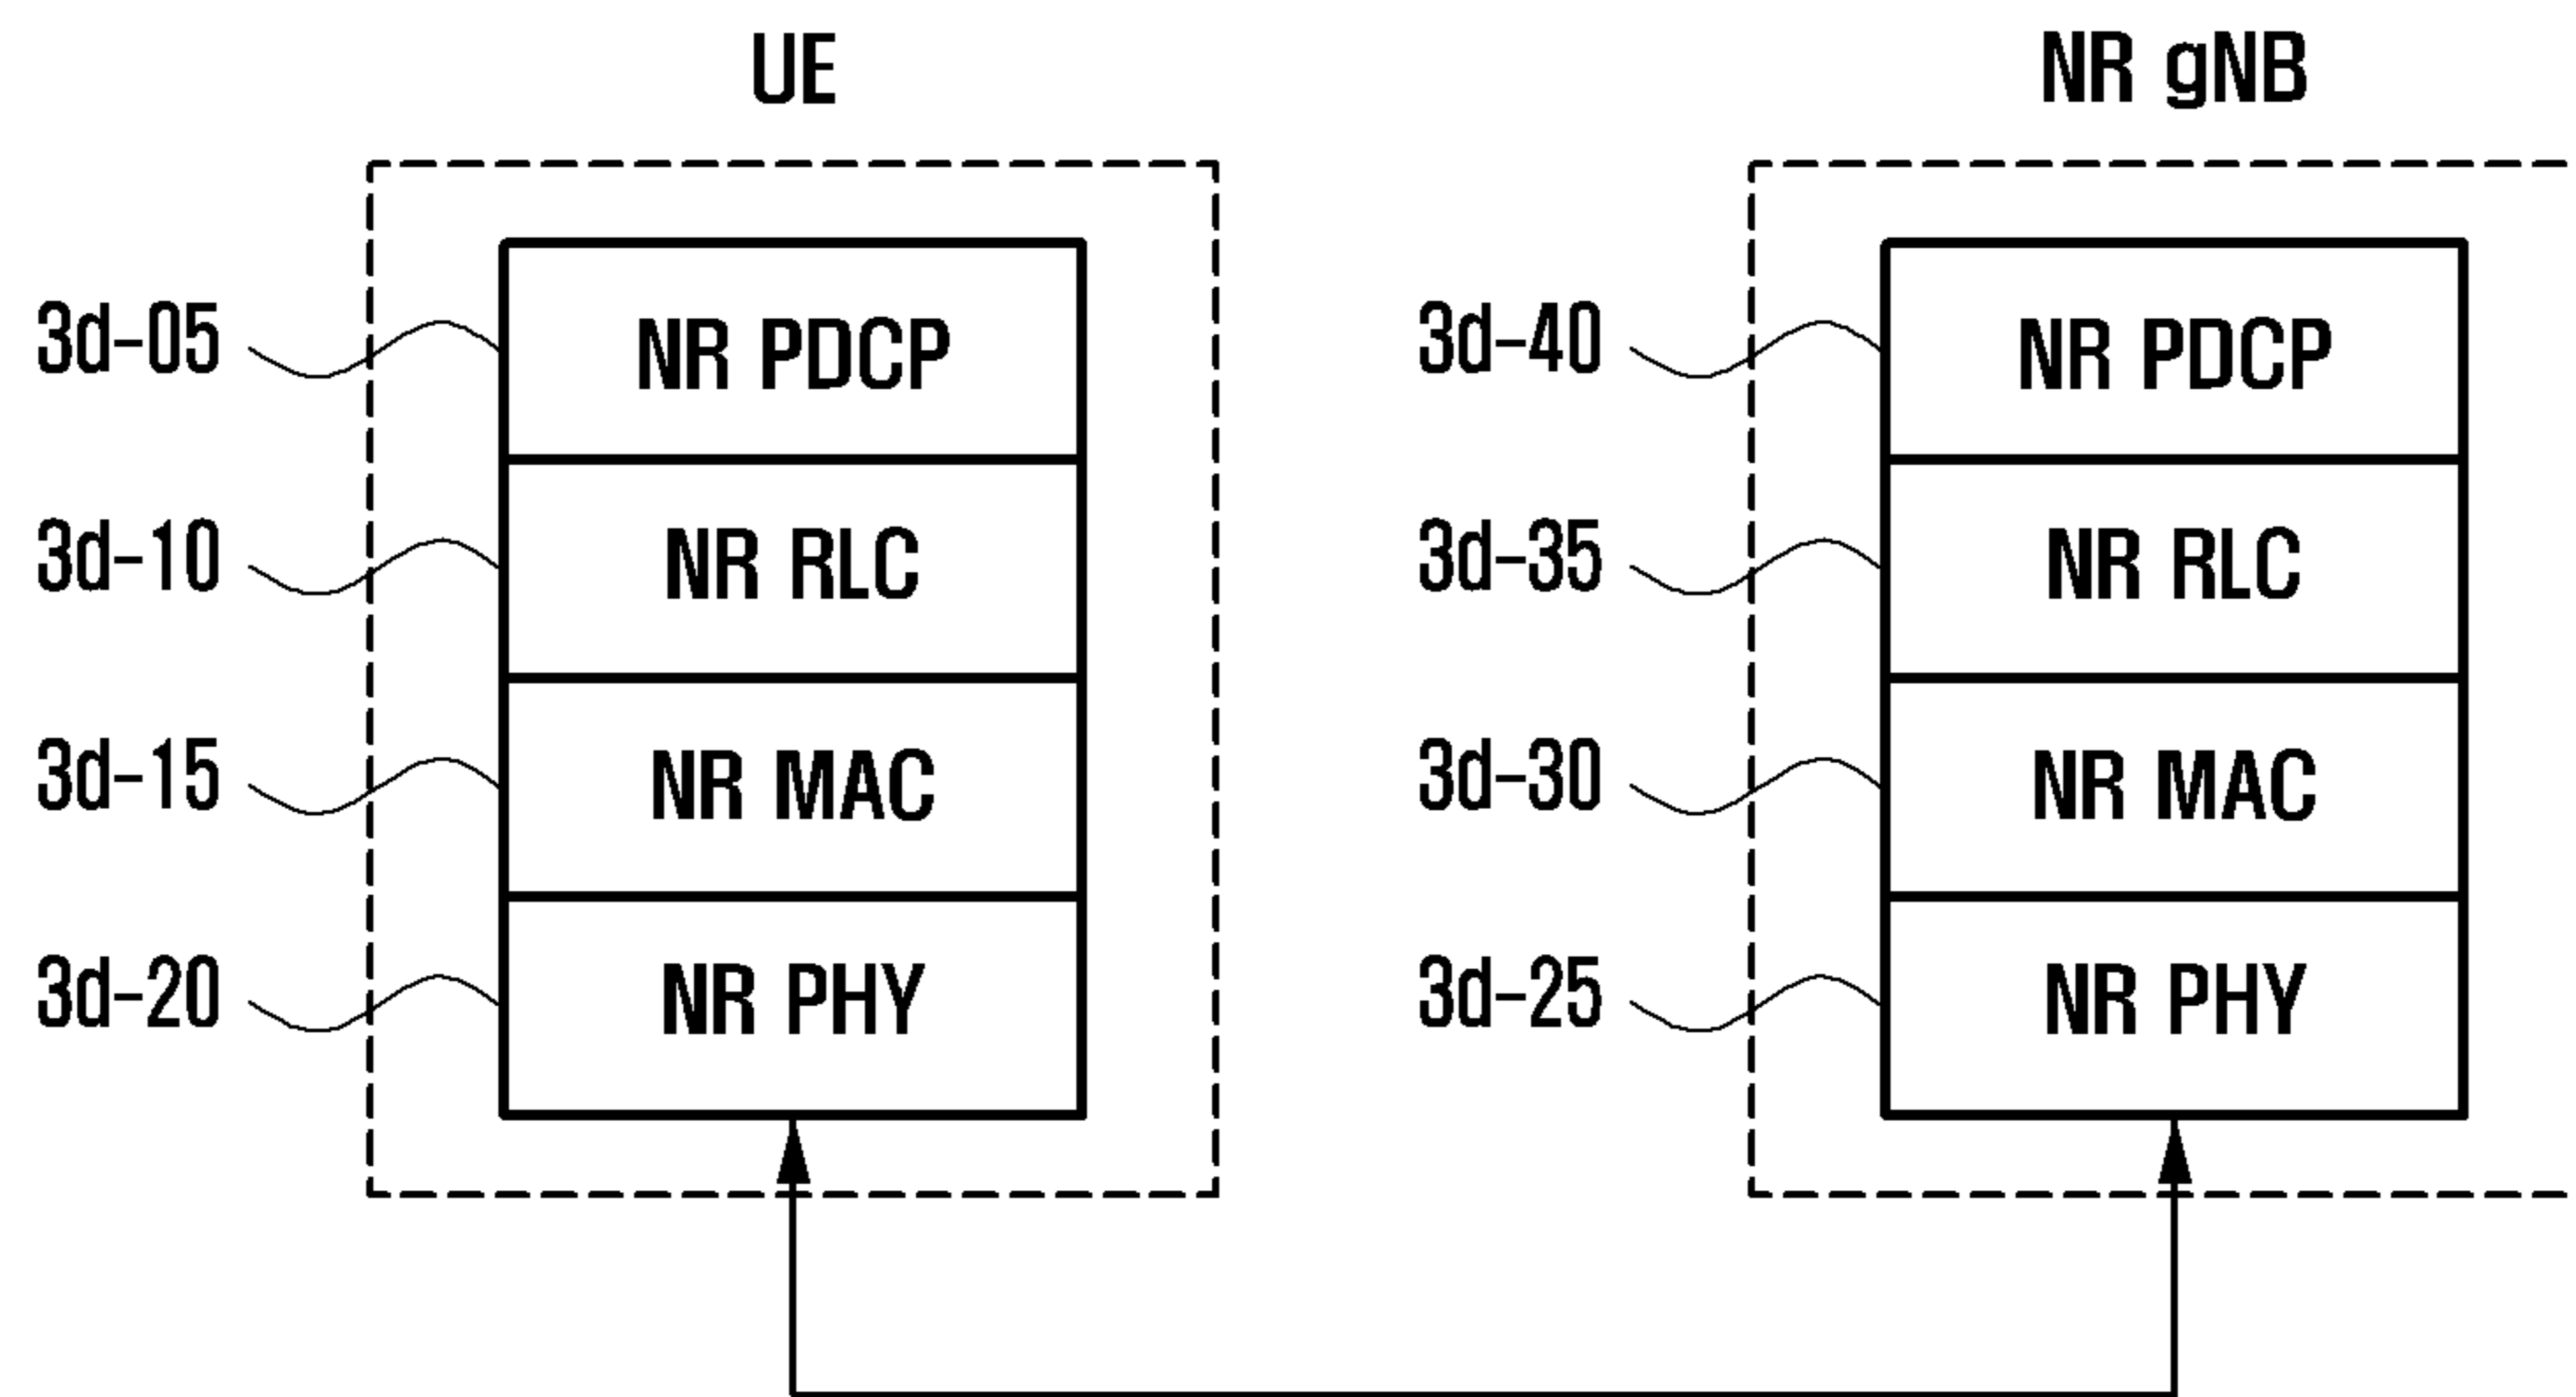 UE
NR gNB
3d-05
NR PDCP
3d-40
NR PDCP
3d-10
NR RLC
3d-35
NR RLC
3d-15
NR MAC
3d-30
NR MAC
3d-20
NR PHY
3d-25
NR PHY